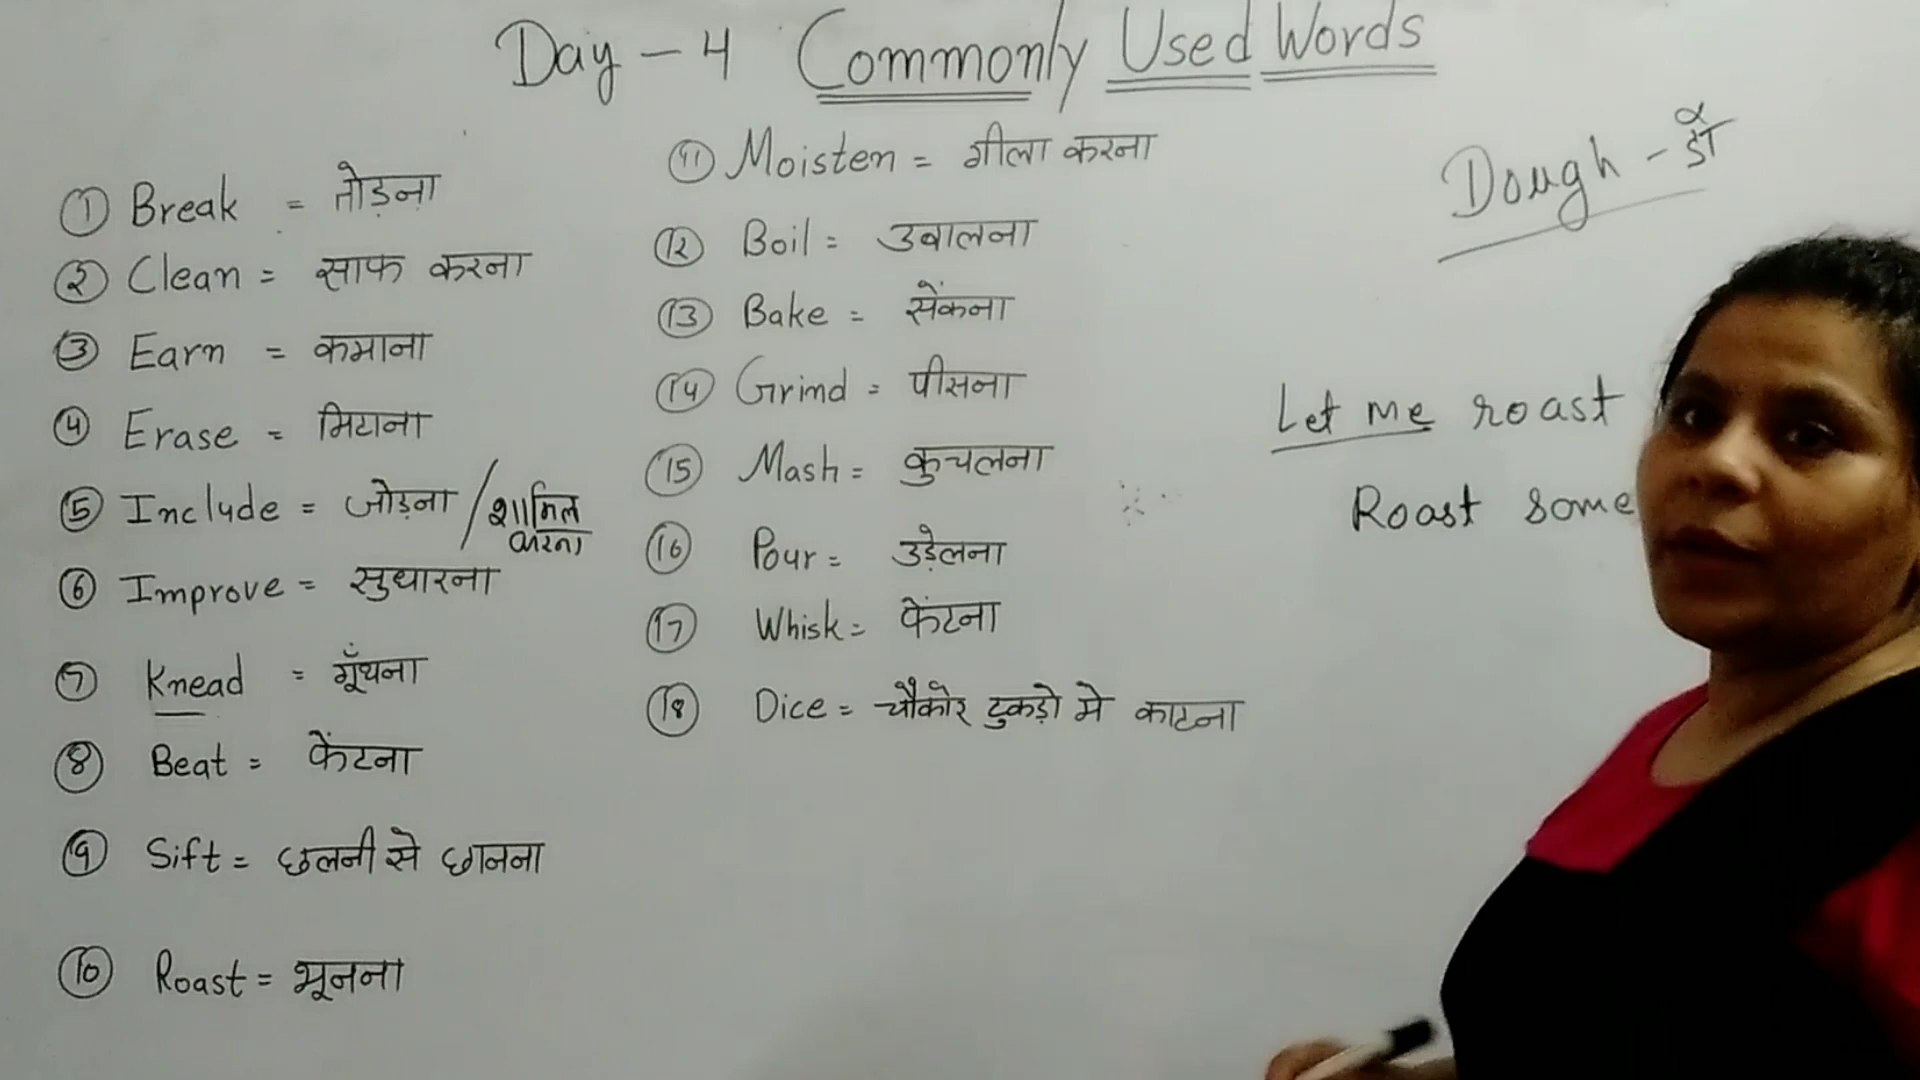 Day - 4 Commonly Used Words
① Break = तोड़ना
② Clean = साफ करना
③ Earn = कमाना
④ Erase = मिटाना
⑤ Include = जोड़ना / शामिल करना
⑥ Improve = सुधारना
⑦ Knead = गूँथना
⑧ Beat = फेंटना
⑨ Sift = छलनी से छानना
⑩ Roast = भूनना
⑪ Moisten = गीला करना
⑫ Boil = उबालना
⑬ Bake = सेंकना
⑭ Grind = पीसना
⑮ Mash = कुचलना
⑯ Pour = उड़ेलना
⑰ Whisk = फेंटना
⑱ Dice = चौकोर टुकड़ो मे काटना
Dough -
Let me roast
Roast some